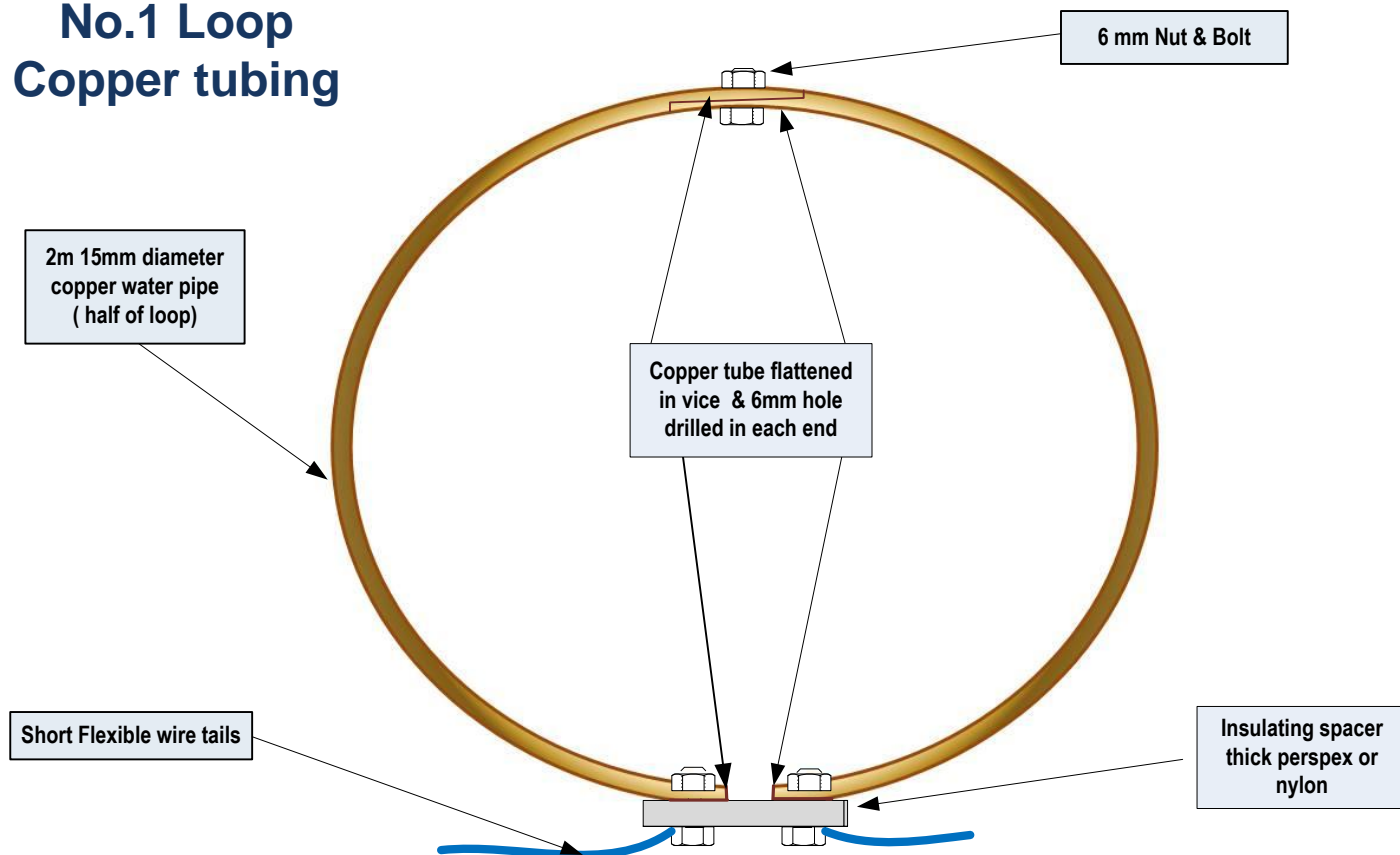 No.1 Loop
Copper tubing
6 mm Nut & Bolt
2m 15mm diameter
copper water pipe
( half of loop)
Copper tube flattened
in vice & 6mm hole
drilled in each end
Short Flexible wire tails
Insulating spacer
thick perspex or
nylon